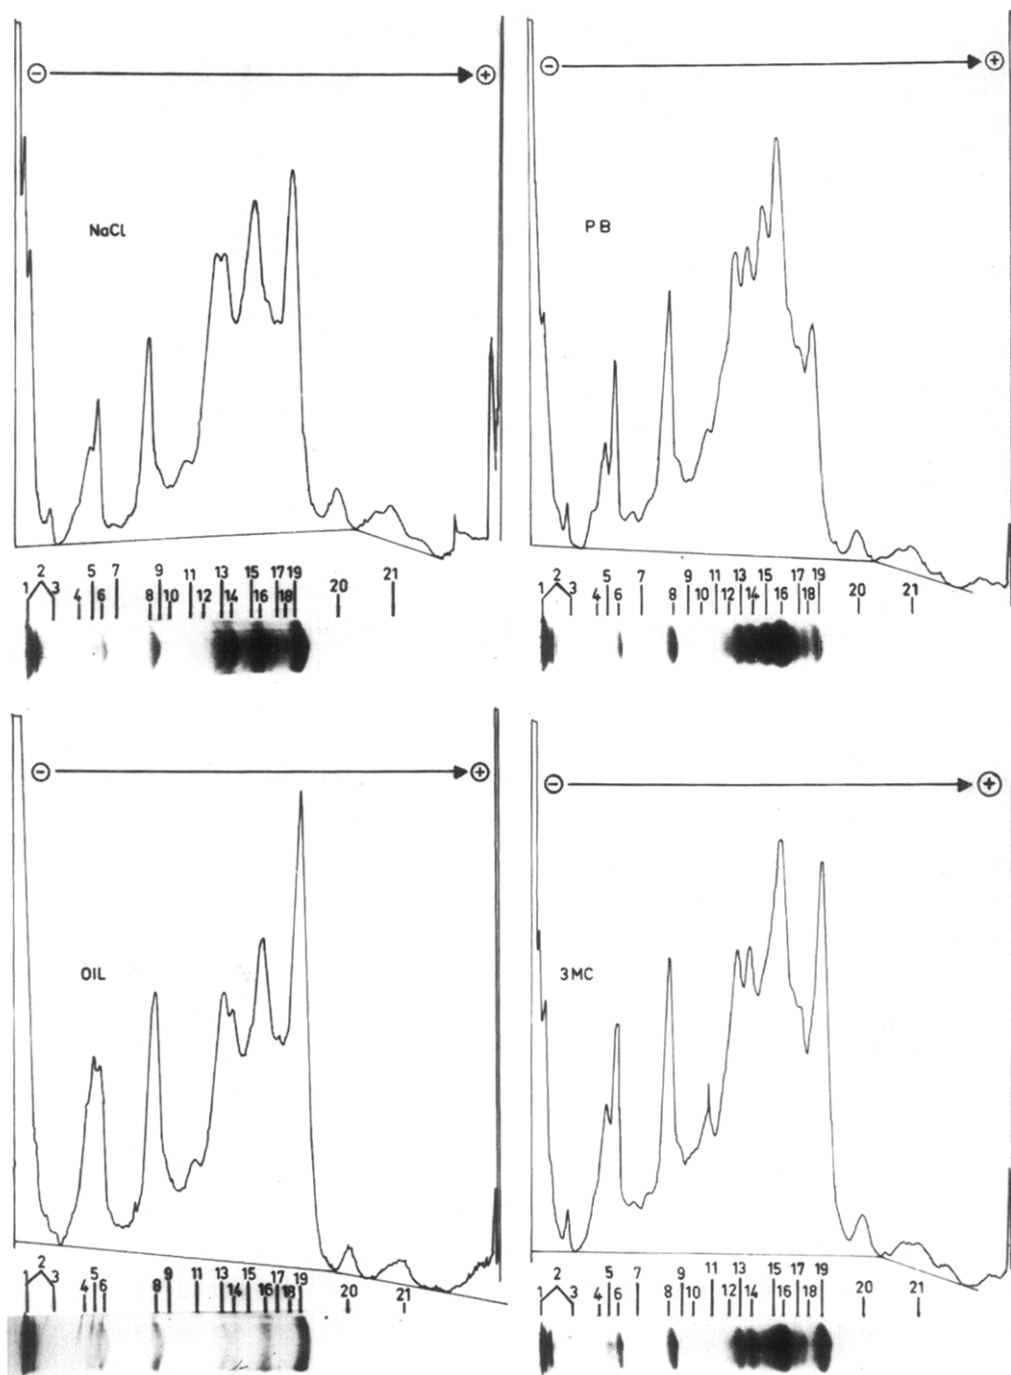 ⊖ ⊕
NaCl
2 5 7 9 11 13 15 17 19 21
1 3 4 6 8 10 12 14 16 18 20
⊖ ⊕
PB
2 5 7 9 11 13 15 17 19
1 3 4 6 8 10 12 14 16 18 20 21
⊖ ⊕
OIL
2 5 9 11 13 15 17 19
1 3 4 6 8 14 16 18 20 21
⊖ ⊕
3MC
2 5 7 9 11 13 15 17 19
1 3 4 6 8 10 12 14 16 18 20 21